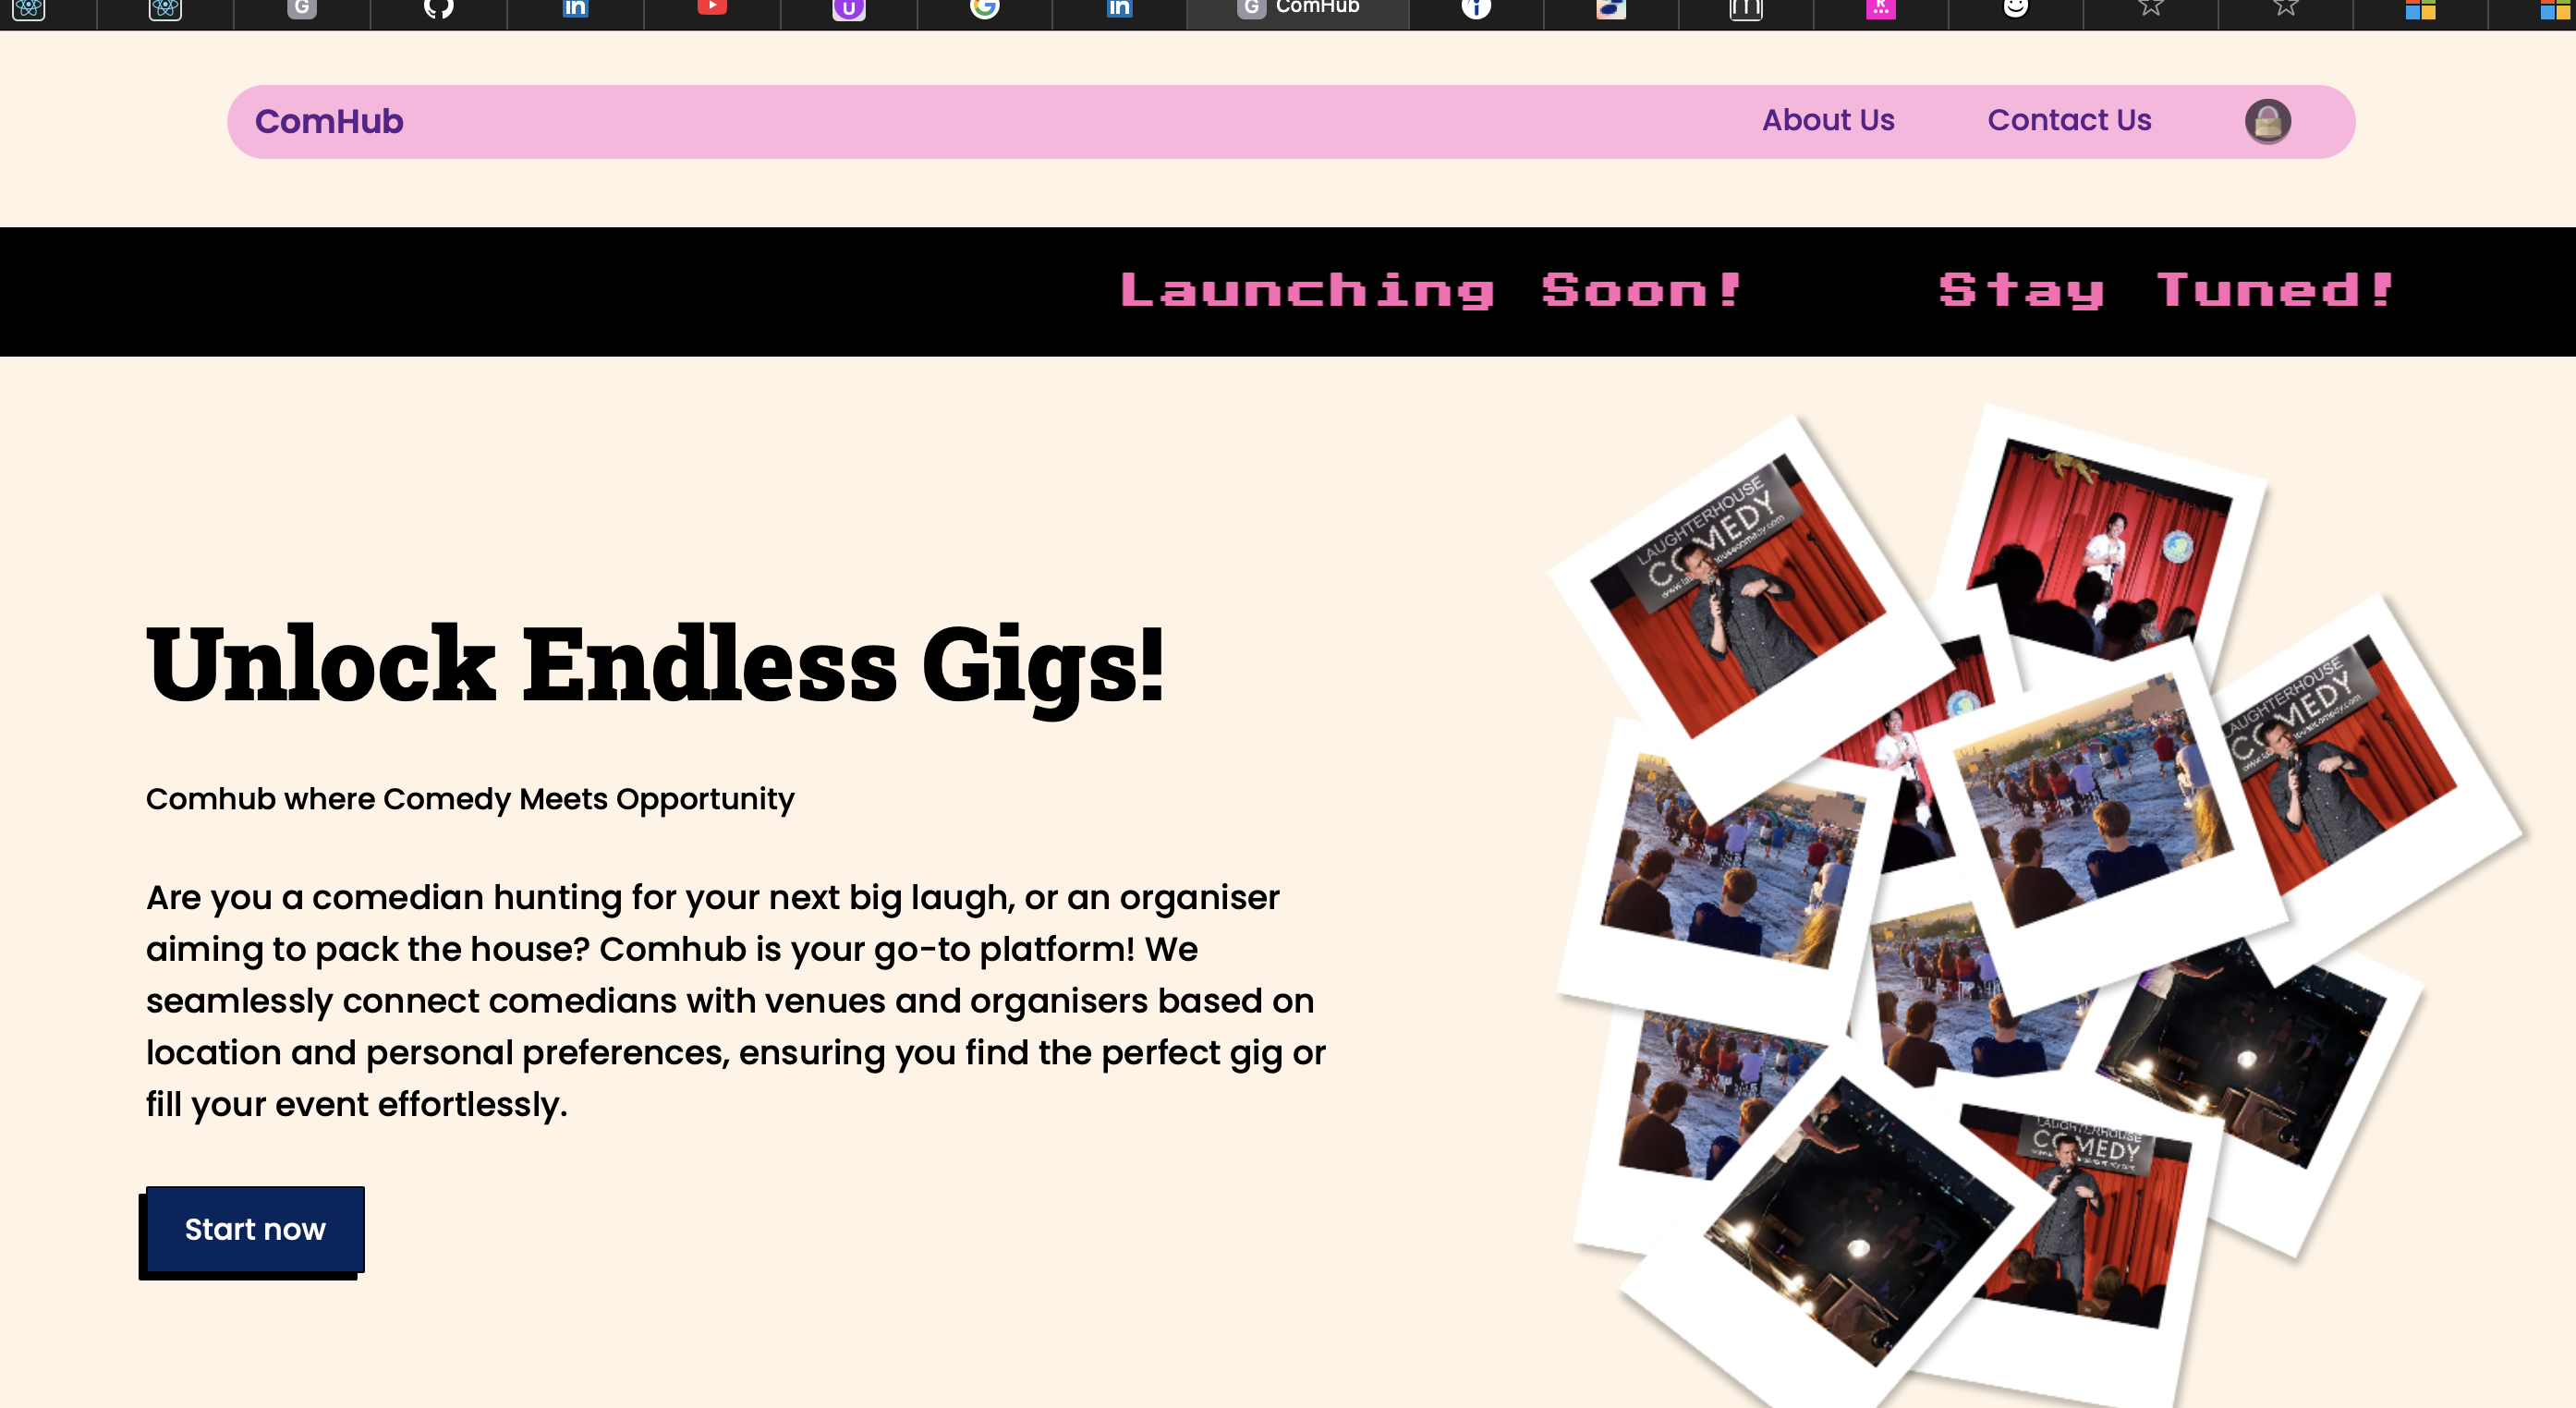 ComHub
ComHub
About Us
Contact Us
Launching Soon!
Stay Tuned!
Unlock Endless Gigs!
Comhub where Comedy Meets Opportunity
Are you a comedian hunting for your next big laugh, or an organiser
aiming to pack the house? Comhub is your go-to platform! We
seamlessly connect comedians with venues and organisers based on
location and personal preferences, ensuring you find the perfect gig or
fill your event effortlessly.
Start now
LAUGHTERHOUSE
COMEDY
LAUGHTERHOUSE
COMEDY
COMEDY